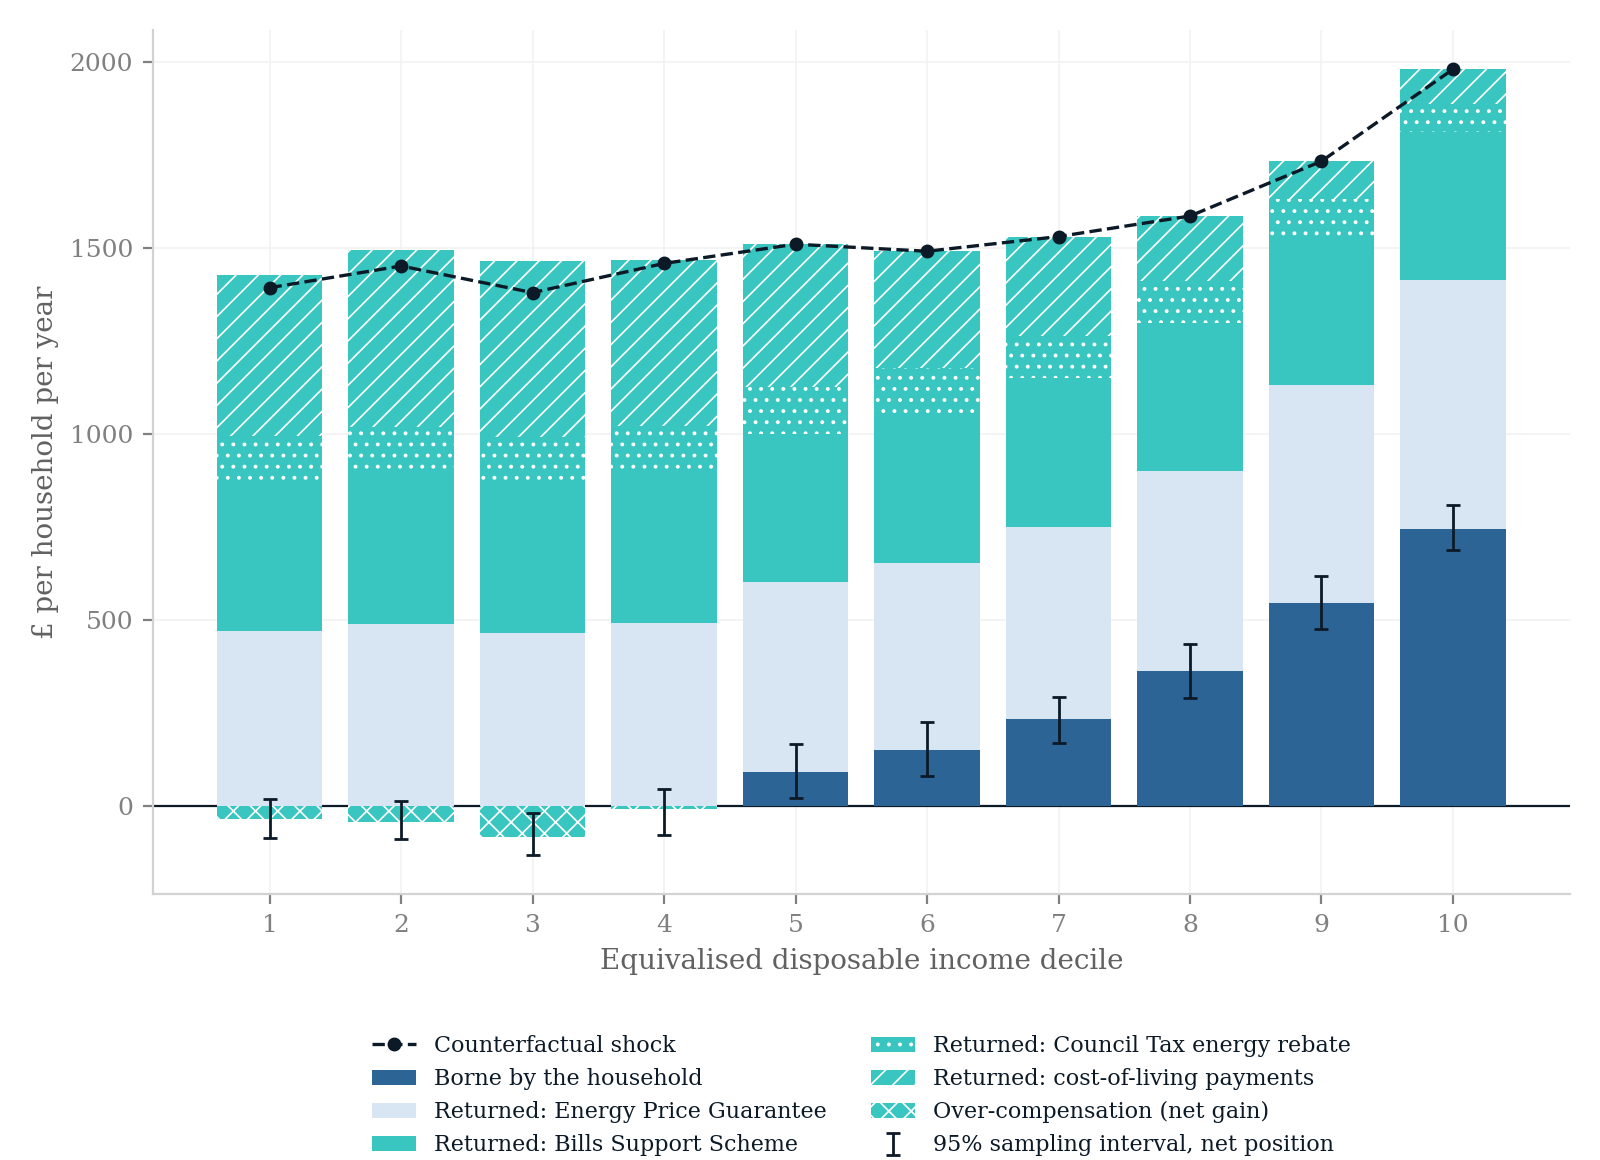 2000
1500
1000
500
0
£ per household per year
1 2 3 4 5 6 7 8 9 10
Equivalised disposable income decile
Counterfactual shock
Borne by the household
Returned: Energy Price Guarantee
Returned: Bills Support Scheme
Returned: Council Tax energy rebate
Returned: cost-of-living payments
Over-compensation (net gain)
95% sampling interval, net position